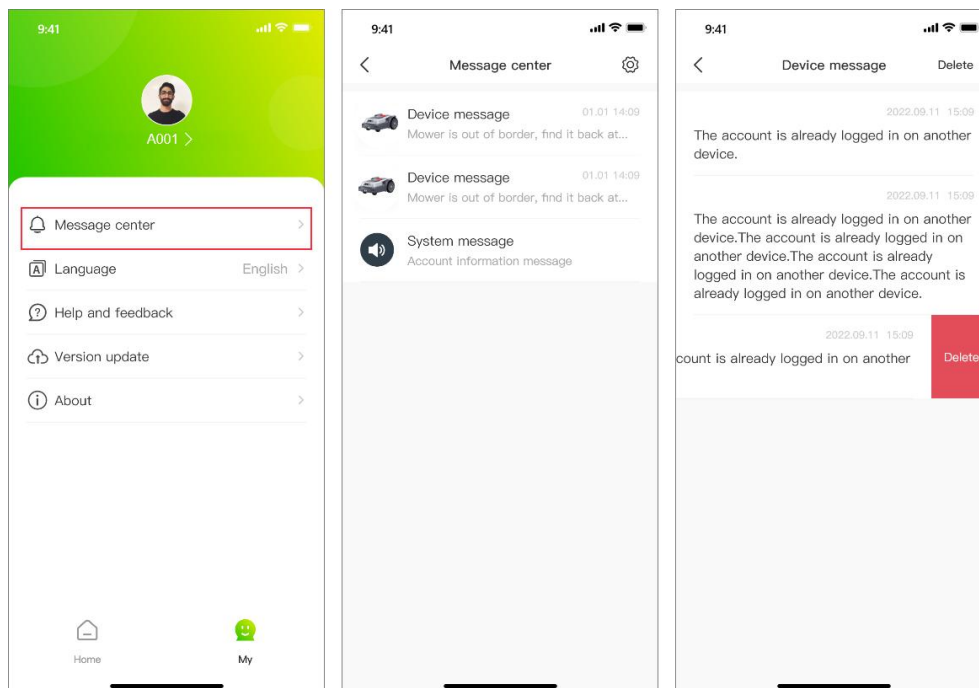 9:41
A001 >
Message center
Language
English
Help and feedback
Version update
About
Home
My
9:41
Message center
Device message
01.01 14:09
Mower is out of border, find it back at...
Device message
01.01 14:09
Mower is out of border, find it back at...
System message
Account information message
9:41
Device message
Delete
2022.09.11 15:09
The account is already logged in on another
device.
2022.09.11 15:09
The account is already logged in on another
device.The account is already logged in on
another device.The account is already
logged in on another device.The account is
already logged in on another device.
2022.09.11 15:09
count is already logged in on another
Delete